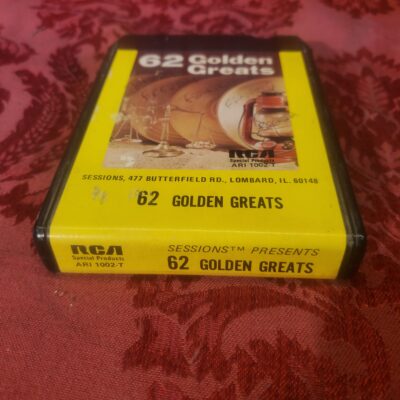 62 Golden
Greats
RCA
Special Products
ARI 1002-T
SESSIONS, 477 BUTTERFIELD RD., LOMBARD, IL. 60148
62 GOLDEN GREATS
RCA
Special Products
ARI 1002-T
SESSIONS™ PRESENTS
62 GOLDEN GREATS